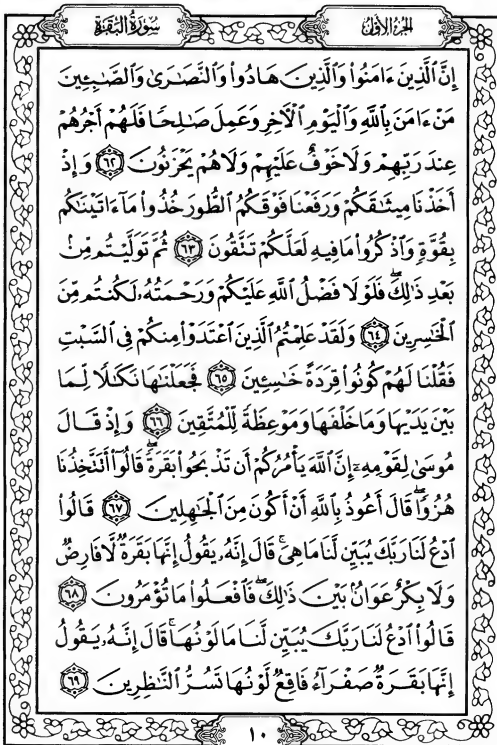 الجزء الأول
سورة البقرة
إِنَّ ٱلَّذِينَ ءَامَنُوا۟ وَٱلَّذِينَ هَادُوا۟ وَٱلنَّصَٰرَىٰ وَٱلصَّٰبِـِٔينَ
مَنْ ءَامَنَ بِٱللَّهِ وَٱلْيَوْمِ ٱلْءَاخِرِ وَعَمِلَ صَٰلِحًا فَلَهُمْ أَجْرُهُمْ
عِندَ رَبِّهِمْ وَلَا خَوْفٌ عَلَيْهِمْ وَلَا هُمْ يَحْزَنُونَ ٦٢ وَإِذْ
أَخَذْنَا مِيثَٰقَكُمْ وَرَفَعْنَا فَوْقَكُمُ ٱلطُّورَ خُذُوا۟ مَآ ءَاتَيْنَٰكُم
بِقُوَّةٍ وَٱذْكُرُوا۟ مَا فِيهِ لَعَلَّكُمْ تَتَّقُونَ ٦٣ ثُمَّ تَوَلَّيْتُم مِّنۢ
بَعْدِ ذَٰلِكَ ۖ فَلَوْلَا فَضْلُ ٱللَّهِ عَلَيْكُمْ وَرَحْمَتُهُۥ لَكُنتُم مِّنَ
ٱلْخَٰسِرِينَ ٦٤ وَلَقَدْ عَلِمْتُمُ ٱلَّذِينَ ٱعْتَدَوْا۟ مِنكُمْ فِى ٱلسَّبْتِ
فَقُلْنَا لَهُمْ كُونُوا۟ قِرَدَةً خَٰسِـِٔينَ ٦٥ فَجَعَلْنَٰهَا نَكَٰلًا لِّمَا
بَيْنَ يَدَيْهَا وَمَا خَلْفَهَا وَمَوْعِظَةً لِّلْمُتَّقِينَ ٦٦ وَإِذْ قَالَ
مُوسَىٰ لِقَوْمِهِۦٓ إِنَّ ٱللَّهَ يَأْمُرُكُمْ أَن تَذْبَحُوا۟ بَقَرَةً ۖ قَالُوٓا۟ أَتَتَّخِذُنَا
هُزُوًا ۖ قَالَ أَعُوذُ بِٱللَّهِ أَنْ أَكُونَ مِنَ ٱلْجَٰهِلِينَ ٦٧ قَالُوا۟
ٱدْعُ لَنَا رَبَّكَ يُبَيِّن لَّنَا مَا هِىَ ۚ قَالَ إِنَّهُۥ يَقُولُ إِنَّهَا بَقَرَةٌ لَّا فَارِضٌ
وَلَا بِكْرٌ عَوَانٌۢ بَيْنَ ذَٰلِكَ ۖ فَٱفْعَلُوا۟ مَا تُؤْمَرُونَ ٦٨
قَالُوا۟ ٱدْعُ لَنَا رَبَّكَ يُبَيِّن لَّنَا مَا لَوْنُهَا ۚ قَالَ إِنَّهُۥ يَقُولُ
إِنَّهَا بَقَرَةٌ صَفْرَآءُ فَاقِعٌ لَّوْنُهَا تَسُرُّ ٱلنَّٰظِرِينَ ٦٩
١٠